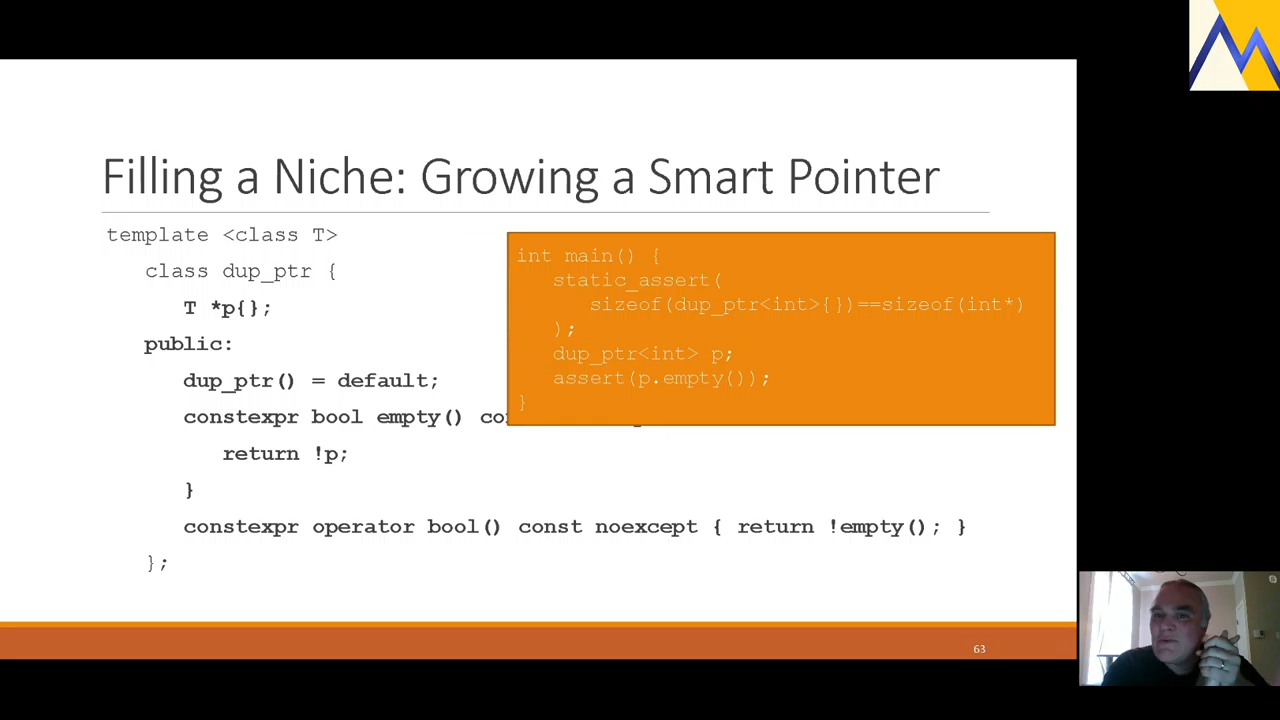 Filling a Niche: Growing a Smart Pointer
template <class T>
class dup_ptr {
T *p{};
public:
dup_ptr() = default;
constexpr bool empty()
return !p;
}
constexpr operator bool() const noexcept { return !empty(); }
};
int main() {
static_assert(
sizeof(dup_ptr<int>{})==sizeof(int*)
);
dup_ptr<int> p;
assert(p.empty());
}
63